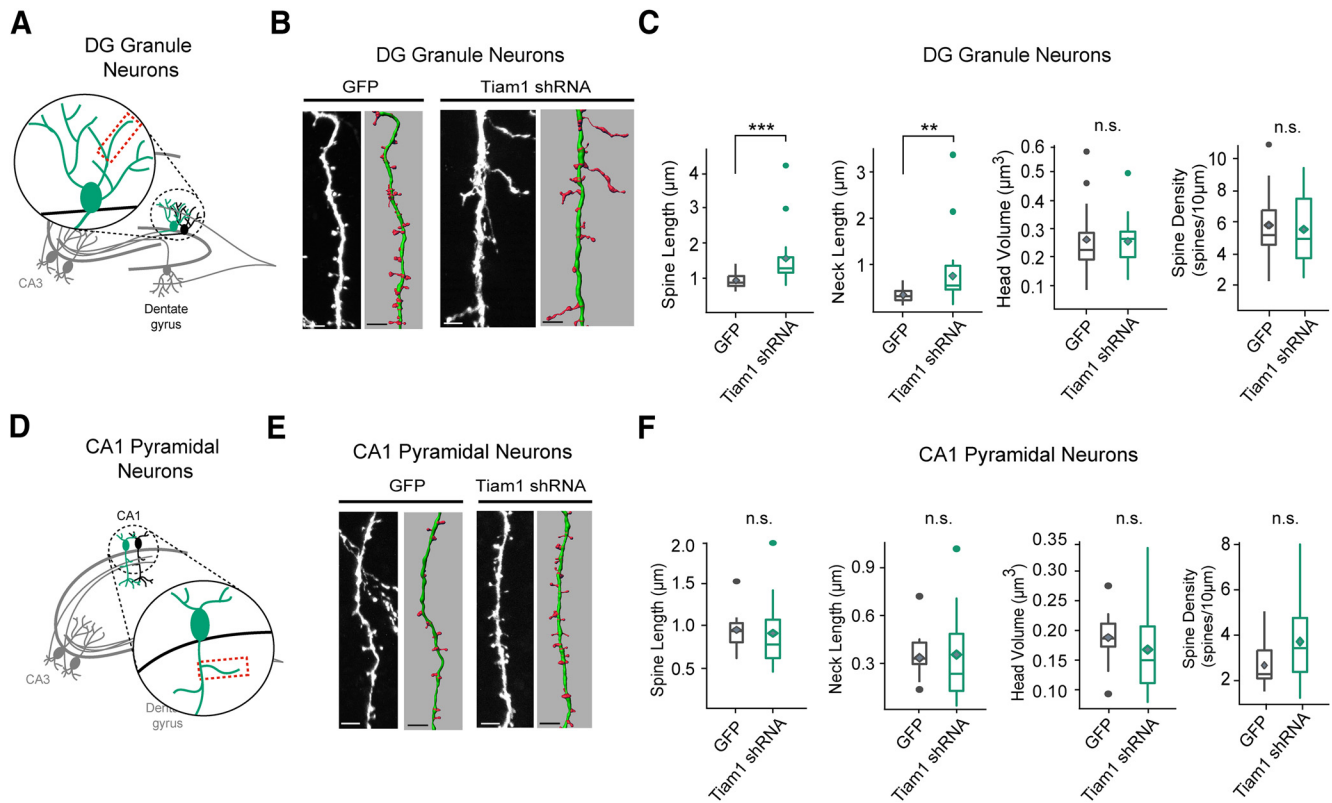 A
DG Granule
Neurons
CA3
Dentate
gyrus
B
DG Granule Neurons
GFP
Tiam1 shRNA
C
DG Granule Neurons
***
Spine Length (µm)
4
3
2
1
GFP
Tiam1 shRNA
**
Neck Length (µm)
3
2
1
0
GFP
Tiam1 shRNA
n.s.
Head Volume (µm³)
0.6
0.5
0.4
0.3
0.2
0.1
GFP
Tiam1 shRNA
n.s.
Spine Density
(spines/10µm)
10
8
6
4
2
GFP
Tiam1 shRNA
D
CA1 Pyramidal
Neurons
CA1
CA3
Dent
gyrus
E
CA1 Pyramidal Neurons
GFP
Tiam1 shRNA
F
CA1 Pyramidal Neurons
n.s.
Spine Length (µm)
2.0
1.5
1.0
0.5
GFP
Tiam1 shRNA
n.s.
Neck Length (µm)
0.9
0.6
0.3
GFP
Tiam1 shRNA
n.s.
Head Volume (µm³)
0.35
0.30
0.25
0.20
0.15
0.10
GFP
Tiam1 shRNA
n.s.
Spine Density
(spines/10µm)
8
6
4
2
GFP
Tiam1 shRNA